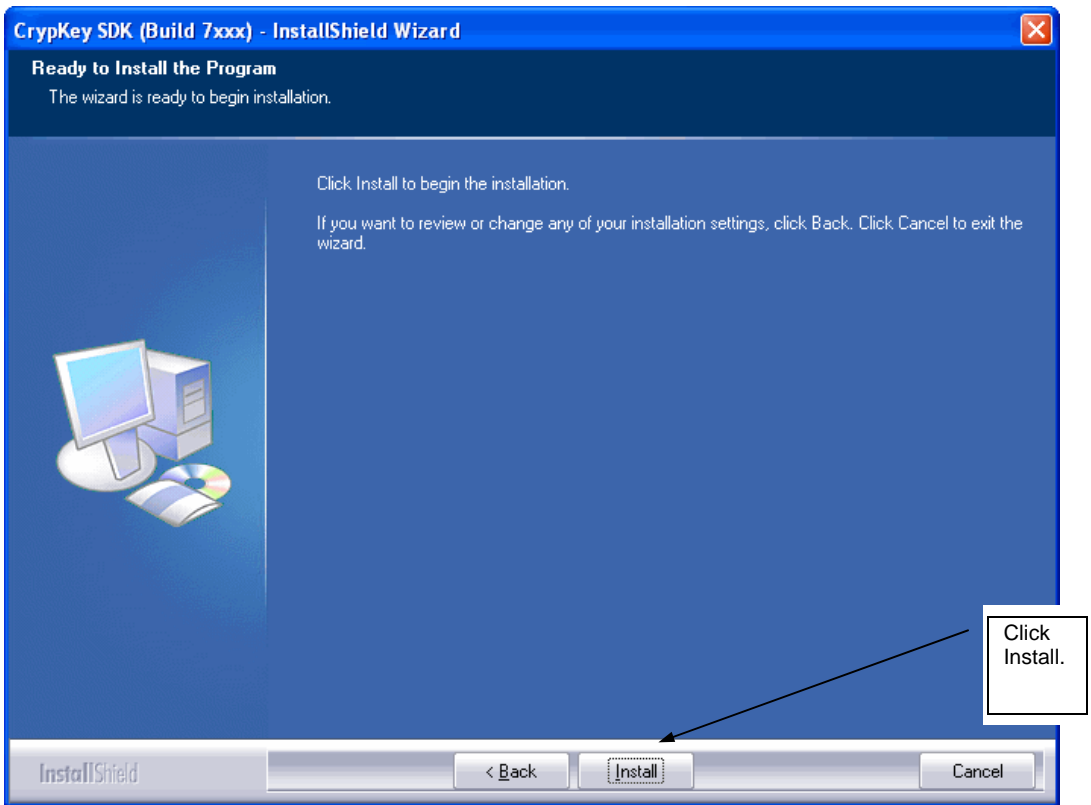 CrypKey SDK (Build 7xxx) - InstallShield Wizard
Ready to Install the Program
The wizard is ready to begin installation.
Click Install to begin the installation.
If you want to review or change any of your installation settings, click Back. Click Cancel to exit the
wizard.
Click
Install.
InstallShield
< Back
Install
Cancel